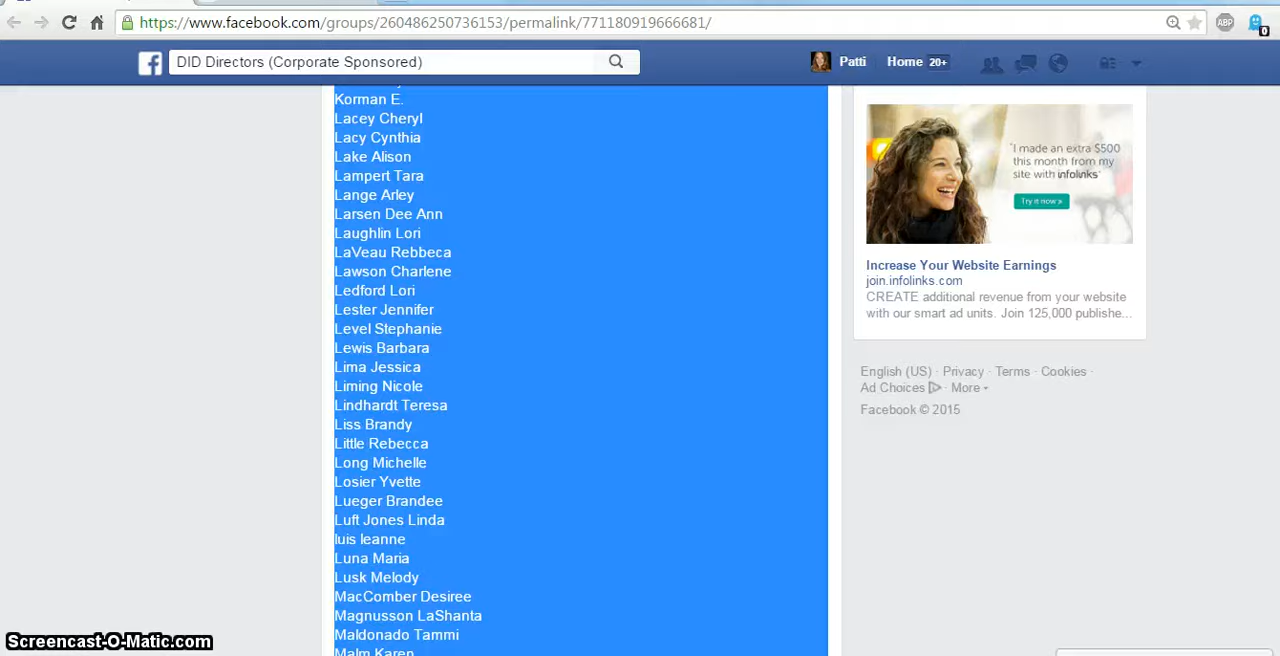 https://www.facebook.com/groups/260486250736153/permalink/771180919666681/
ABP
0
DID Directors (Corporate Sponsored)
Patti
Home 20+
Korman E.
Lacey Cheryl
Lacy Cynthia
Lake Alison
Lampert Tara
Lange Arley
Larsen Dee Ann
Laughlin Lori
LaVeau Rebbeca
Lawson Charlene
Ledford Lori
Lester Jennifer
Level Stephanie
Lewis Barbara
Lima Jessica
Liming Nicole
Lindhardt Teresa
Liss Brandy
Little Rebecca
Long Michelle
Losier Yvette
Lueger Brandee
Luft Jones Linda
luis leanne
Luna Maria
Lusk Melody
MacComber Desiree
Magnusson LaShanta
Maldonado Tammi
Malm Karen
"I made an extra $500
this month from my
site with infolinks"
Try it now »
Increase Your Website Earnings
join.infolinks.com
CREATE additional revenue from your website
with our smart ad units. Join 125,000 publishe...
English (US) · Privacy · Terms · Cookies ·
Ad Choices · More
Facebook © 2015
Screencast-O-Matic.com